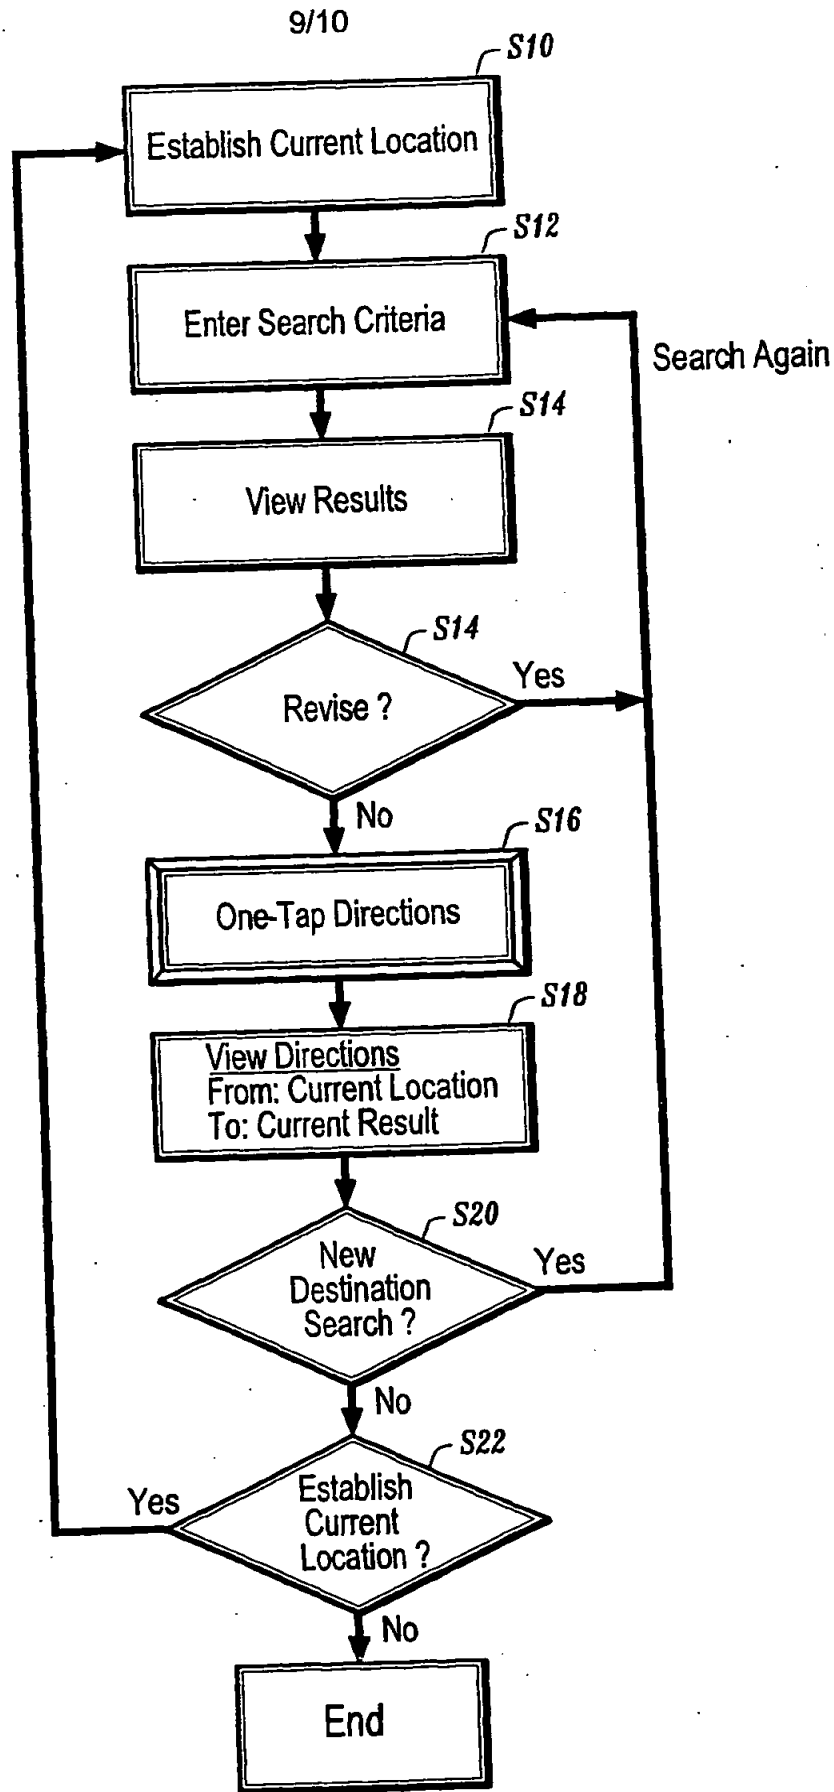 9/10
S10
Establish Current Location
S12
Enter Search Criteria
Search Again
S14
View Results
S14
Revise ?
Yes
No
S16
One-Tap Directions
S18
View Directions
From: Current Location
To: Current Result
S20
New
Destination
Search ?
Yes
No
S22
Establish
Current
Location ?
Yes
No
End